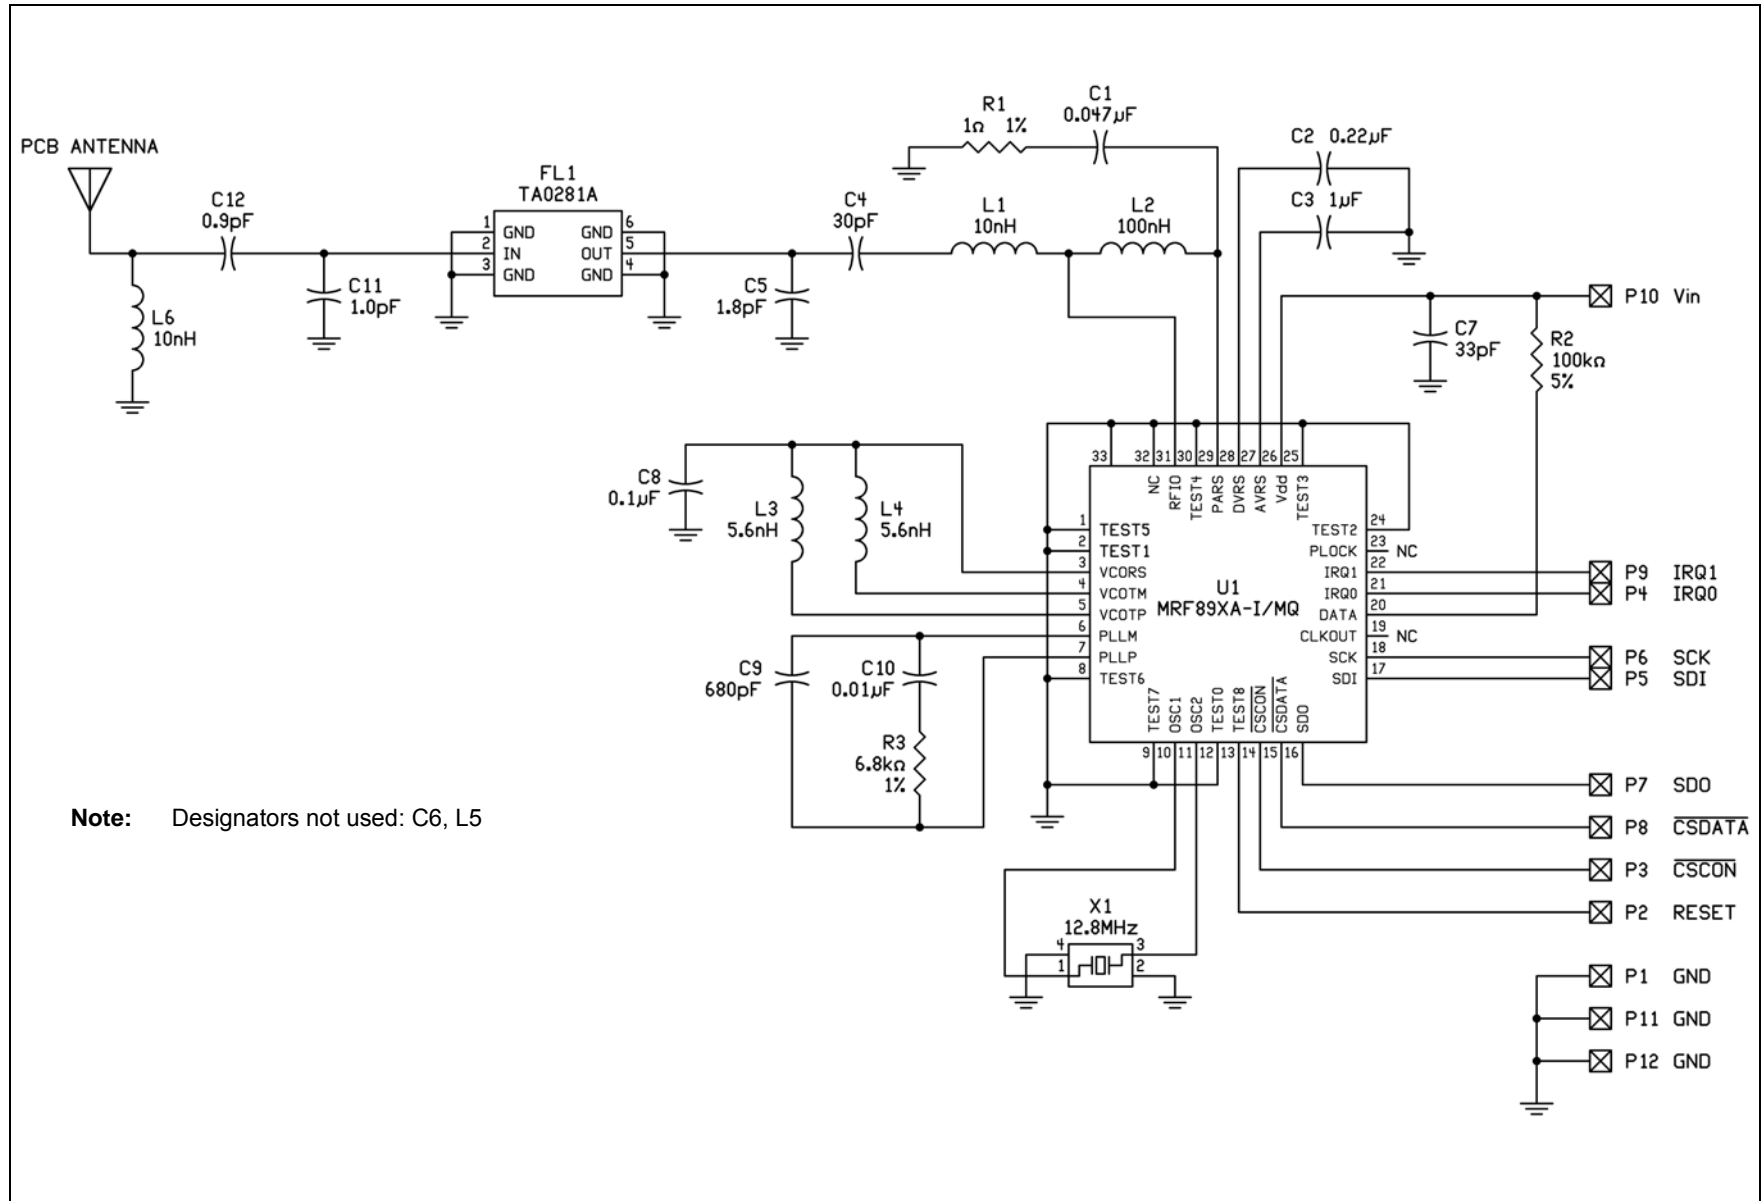 PCB ANTENNA
C12
0.9pF
L6
10nH
C11
1.0pF
FL1
TA0281A
1 GND GND 6
2 IN OUT 5
3 GND GND 4
C5
1.8pF
C4
30pF
R1
1Ω 1%
C1
0.047µF
L1
10nH
L2
100nH
C2 0.22µF
C3 1µF
C7
33pF
R2
100kΩ
5%
P10 Vin
C8
0.1µF
L3
5.6nH
L4
5.6nH
C9
680pF
C10
0.01µF
R3
6.8kΩ
1%
33 32 31 30 29 28 27 26 25
NC RFIO TEST4 PARS DVRS AVRS Vdd TEST3
1 TEST5
2 TEST1
3 VCORS
4 VCOTM
5 VCOTP
6 PLLM
7 PLLP
8 TEST6
U1
MRF89XA-I/MQ
TEST2 24
PLOCK 23 NC
IRQ1 22
IRQ0 21
DATA 20
CLKOUT 19 NC
SCK 18
SDI 17
TEST7 OSC1 OSC2 TEST0 TEST8 CSCON CSDATA SDO
9 10 11 12 13 14 15 16
P9 IRQ1
P4 IRQ0
P6 SCK
P5 SDI
P7 SDO
P8 CSDATA
P3 CSCON
P2 RESET
P1 GND
P11 GND
P12 GND
X1
12.8MHz
4 3
1 2
Note: Designators not used: C6, L5